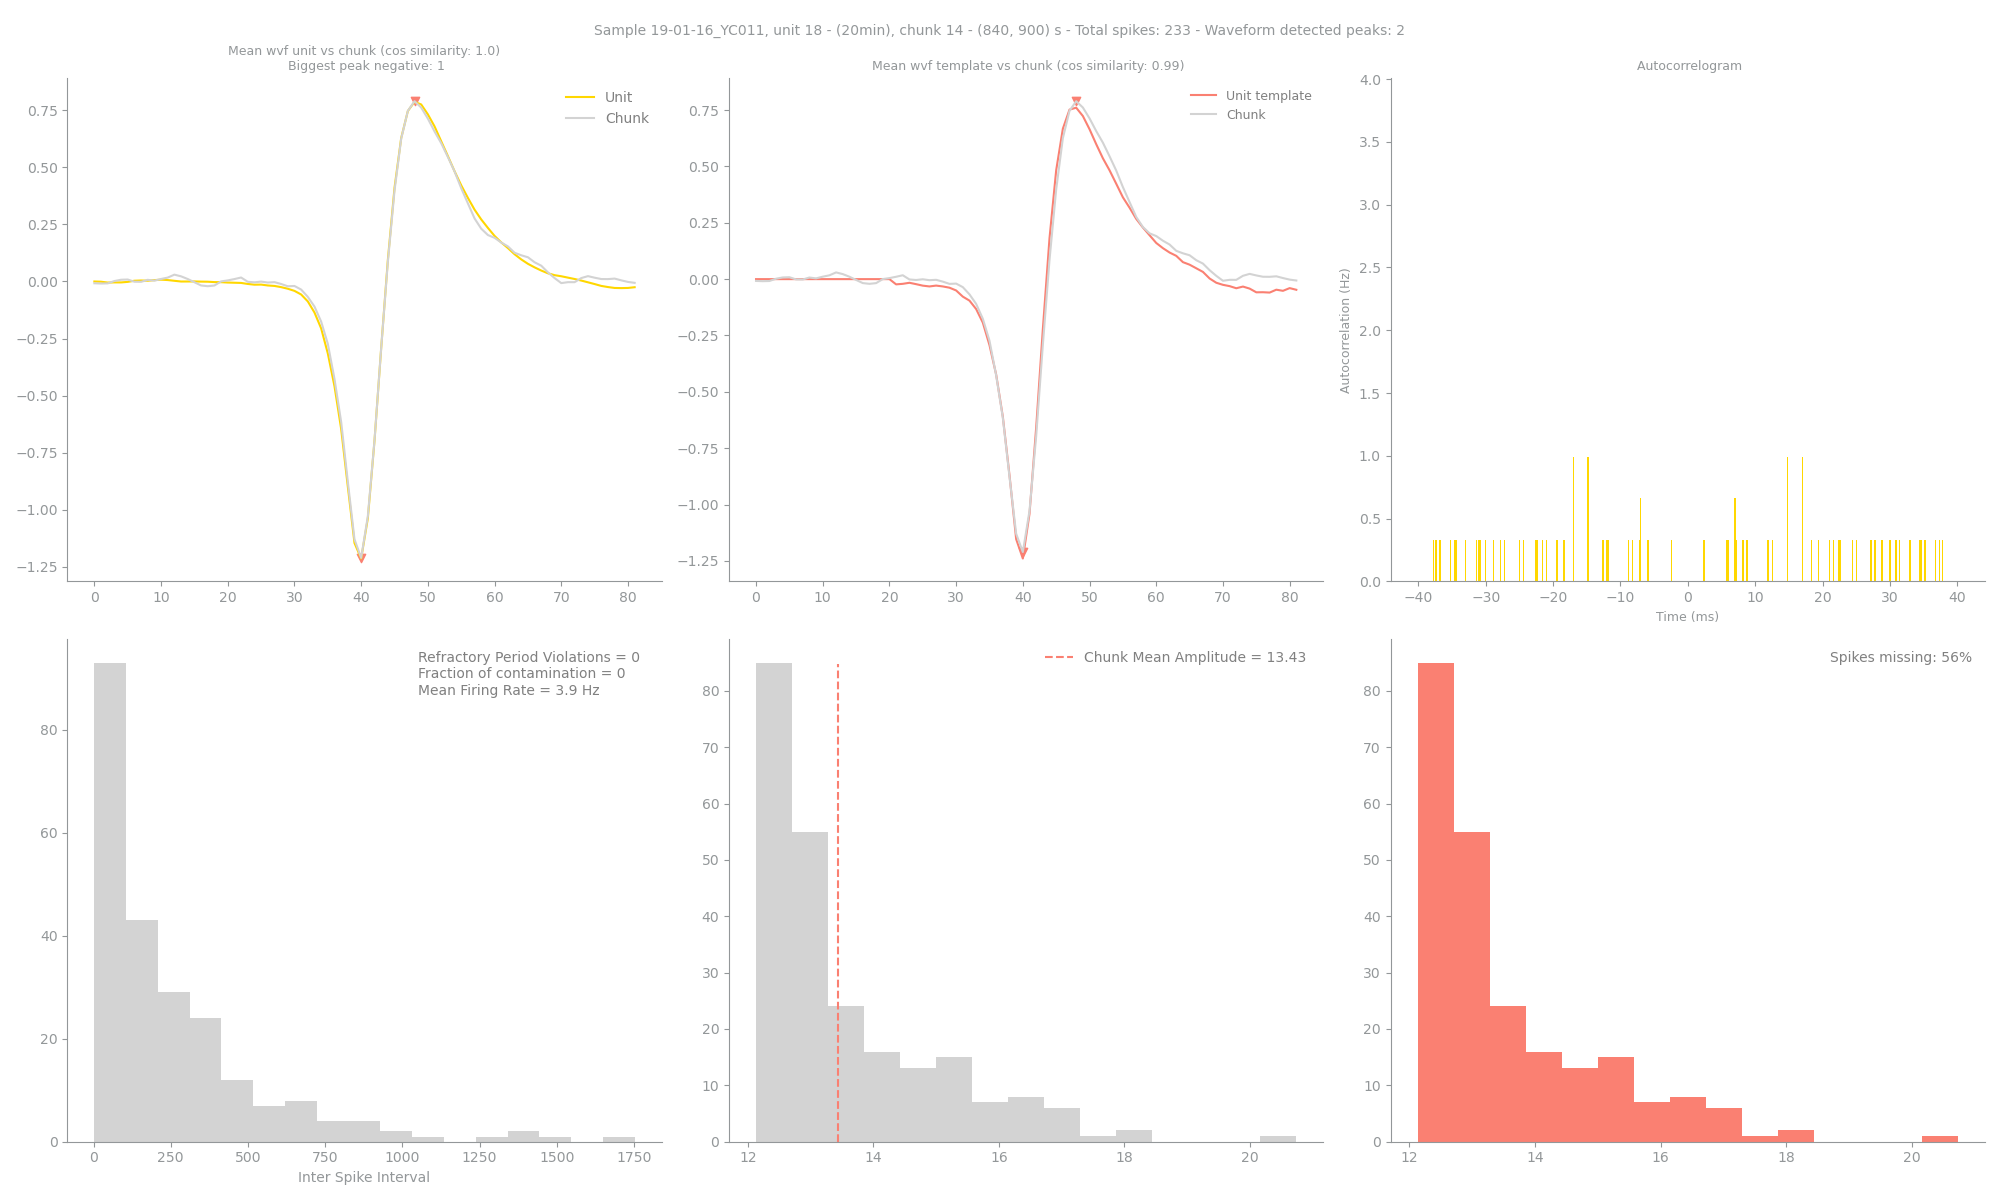 Sample 19-01-16_YC011, unit 18 - (20min), chunk 14 - (840, 900) s - Total spikes: 233 - Waveform detected peaks: 2
Mean wvf unit vs chunk (cos similarity: 1.0)
Biggest peak negative: 1
Unit
Chunk
0.75
0.50
0.25
0.00
−0.25
−0.50
−0.75
−1.00
−1.25
0 10 20 30 40 50 60 70 80
Mean wvf template vs chunk (cos similarity: 0.99)
Unit template
Chunk
0.75
0.50
0.25
0.00
−0.25
−0.50
−0.75
−1.00
−1.25
0 10 20 30 40 50 60 70 80
Autocorrelogram
Autocorrelation (Hz)
4.0
3.5
3.0
2.5
2.0
1.5
1.0
0.5
0.0
−40 −30 −20 −10 0 10 20 30 40
Time (ms)
Refractory Period Violations = 0
Fraction of contamination = 0
Mean Firing Rate = 3.9 Hz
80
60
40
20
0
0 250 500 750 1000 1250 1500 1750
Inter Spike Interval
Chunk Mean Amplitude = 13.43
80
70
60
50
40
30
20
10
0
12 14 16 18 20
Spikes missing: 56%
80
70
60
50
40
30
20
10
0
12 14 16 18 20